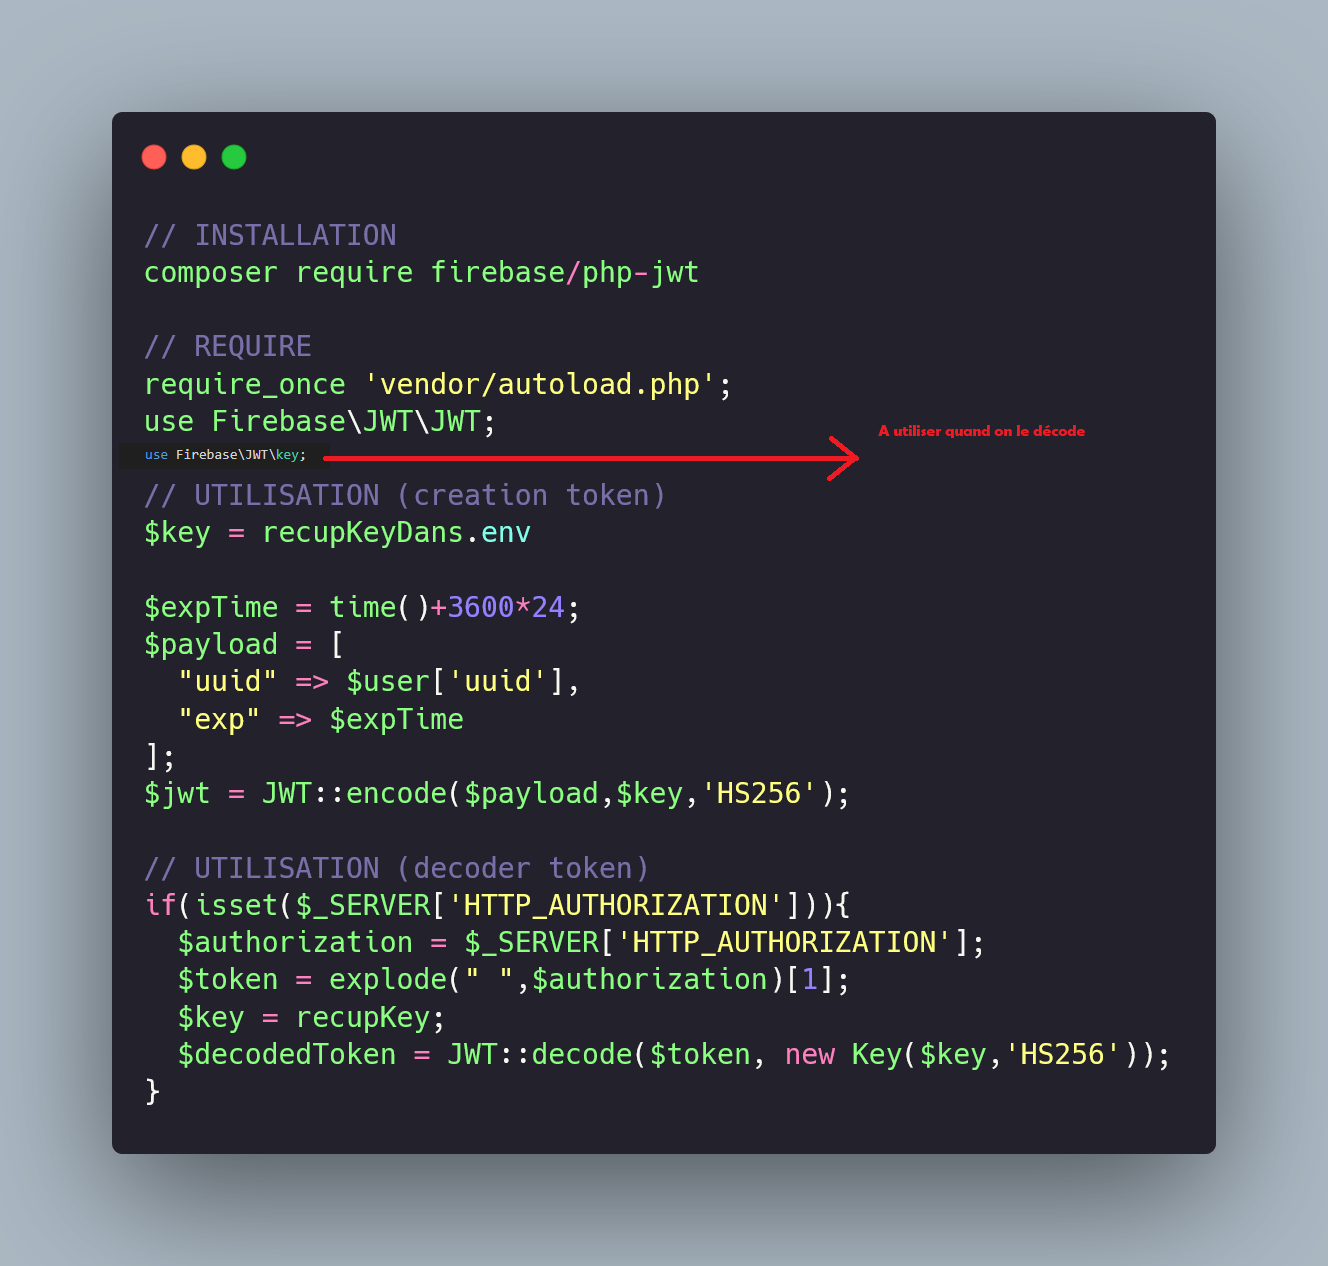 // INSTALLATION
composer require firebase/php-jwt
// REQUIRE
require_once 'vendor/autoload.php';
use Firebase\JWT\JWT;
use Firebase\JWT\key;
A utiliser quand on le décode
// UTILISATION (creation token)
$key = recupKeyDans.env
$expTime = time()+3600*24;
$payload = [
  "uuid" => $user['uuid'],
  "exp" => $expTime
];
$jwt = JWT::encode($payload,$key,'HS256');
// UTILISATION (decoder token)
if(isset($_SERVER['HTTP_AUTHORIZATION'])){
  $authorization = $_SERVER['HTTP_AUTHORIZATION'];
  $token = explode(" ",$authorization)[1];
  $key = recupKey;
  $decodedToken = JWT::decode($token, new Key($key,'HS256'));
}